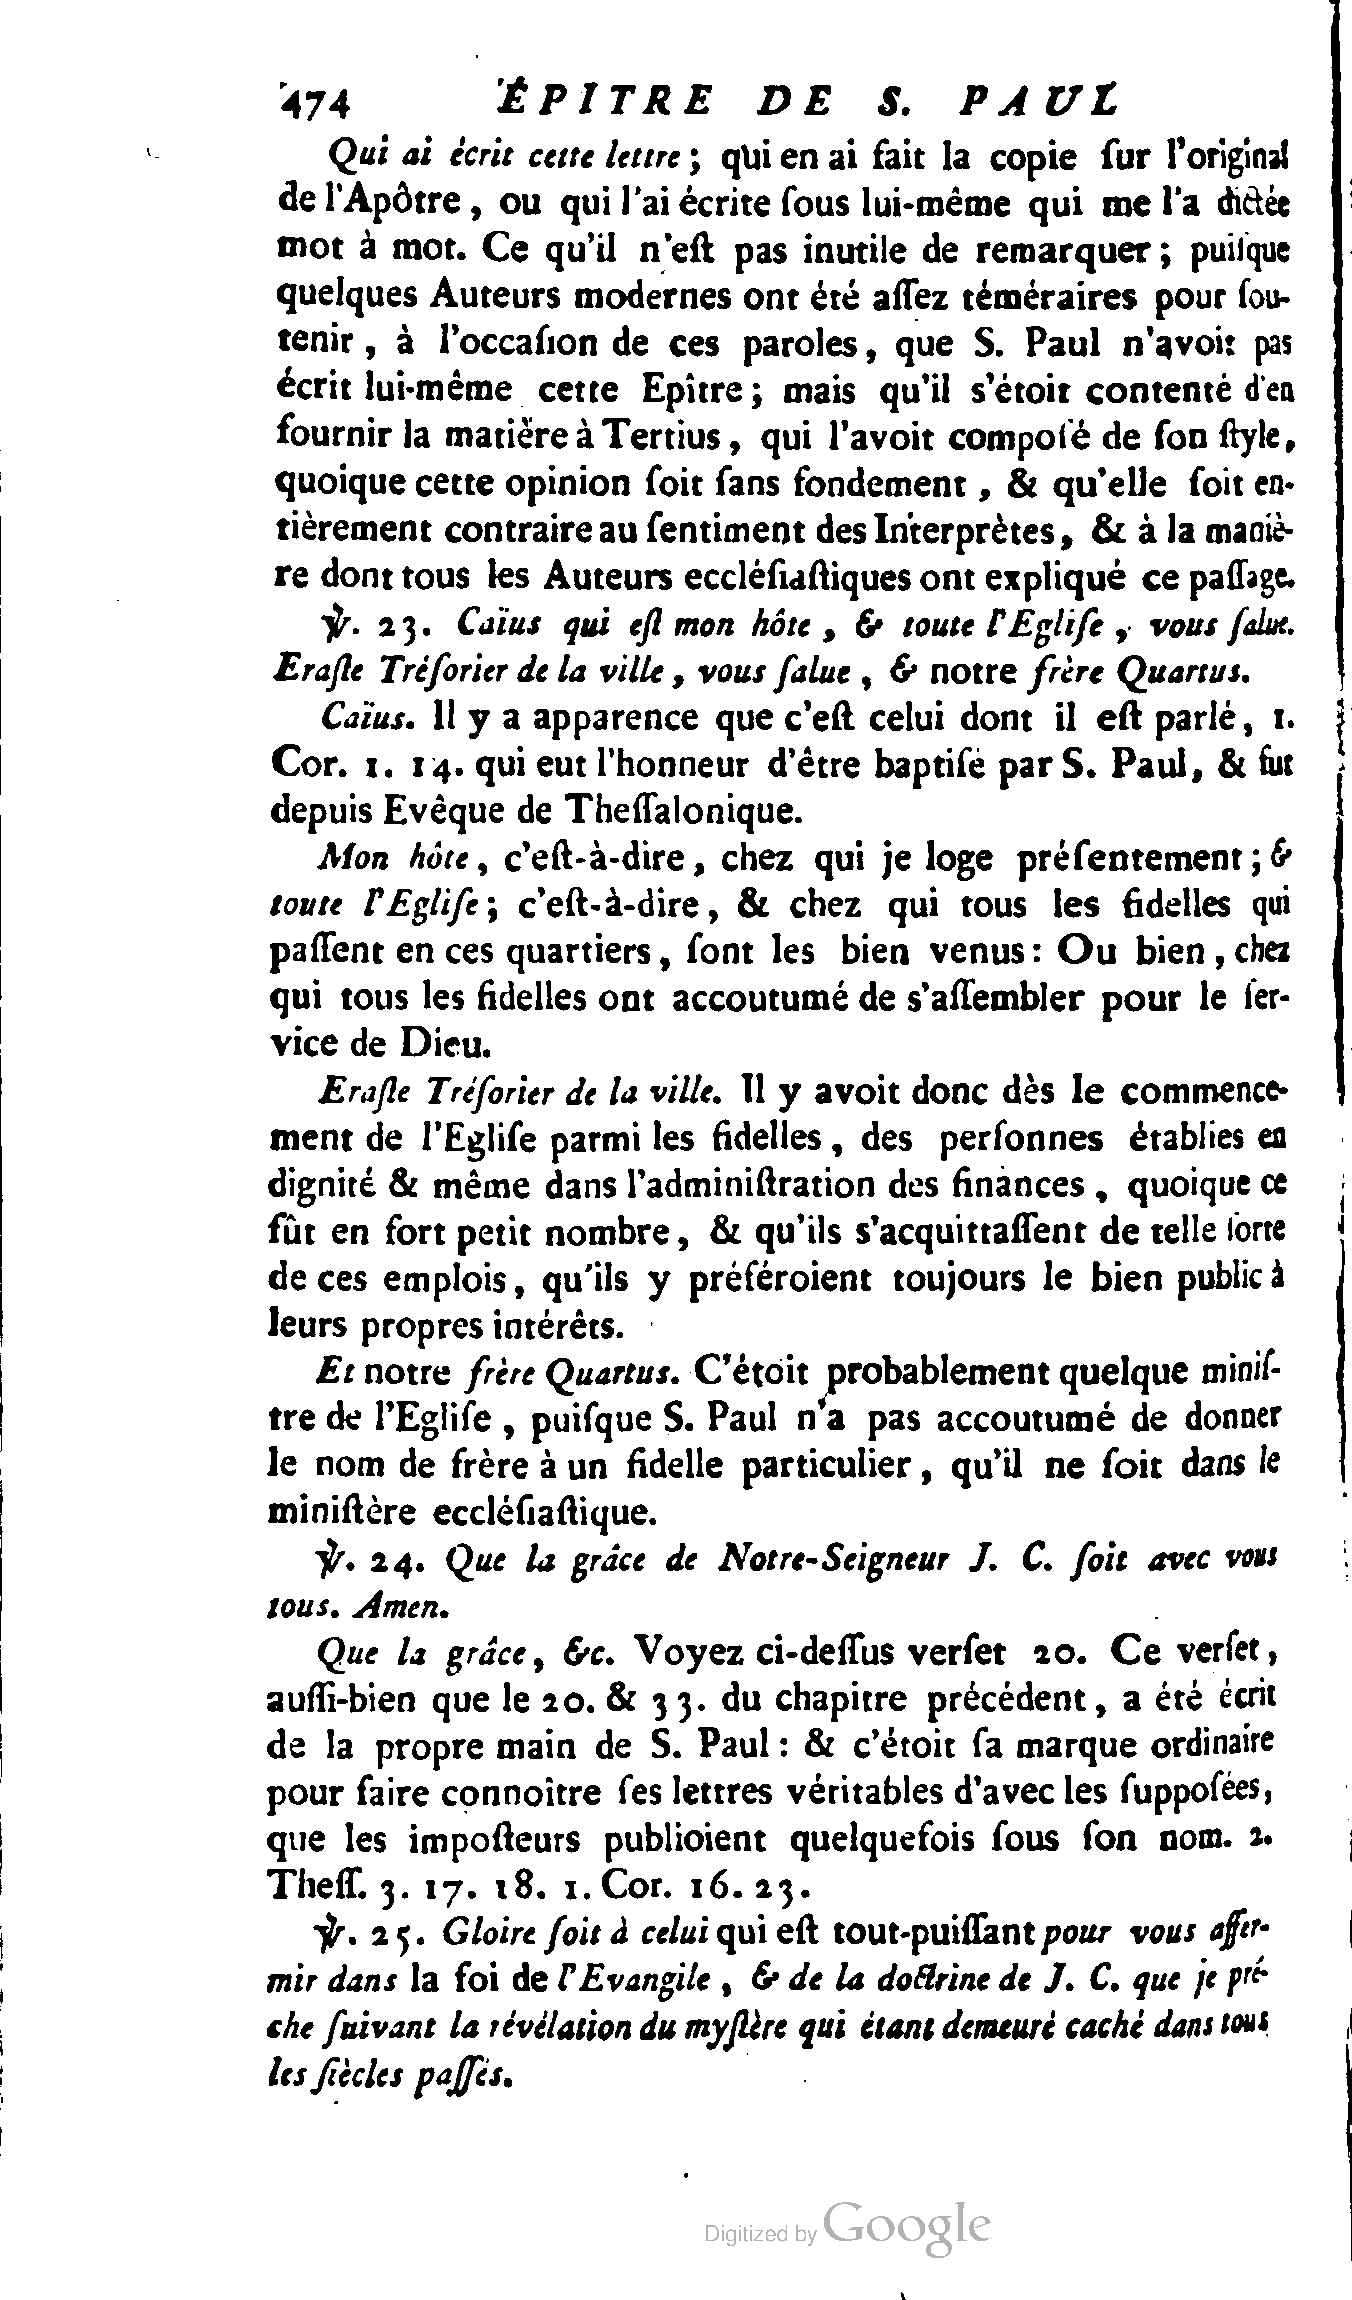 474 ÉPITRE DE S. PAUL
Qui ai écrit cette lettre ; qui en ai fait la copie ſur l'original
de l'Apôtre, ou qui l'ai écrite ſous lui-même qui me l'a dictée
mot à mot. Ce qu'il n'eſt pas inutile de remarquer ; puiſque
quelques Auteurs modernes ont été aſſez téméraires pour ſou-
tenir, à l'occaſion de ces paroles, que S. Paul n'avoit pas
écrit lui-même cette Epître ; mais qu'il s'étoit contenté d'en
fournir la matière à Tertius, qui l'avoit compoſé de ſon ſtyle,
quoique cette opinion ſoit ſans fondement, & qu'elle ſoit en-
tièrement contraire au ſentiment des Interprètes, & à la maniè-
re dont tous les Auteurs eccléſiaſtiques ont expliqué ce paſſage.
℣. 23. Caïus qui eſt mon hôte, & toute l'Egliſe, vous ſalue.
Eraſte Tréſorier de la ville, vous ſalue, & notre frère Quartus.
Caïus. Il y a apparence que c'eſt celui dont il eſt parlé, 1.
Cor. 1. 14. qui eut l'honneur d'être baptiſé par S. Paul, & fut
depuis Evêque de Theſſalonique.
Mon hôte, c'eſt-à-dire, chez qui je loge préſentement ; &
toute l'Egliſe ; c'eſt-à-dire, & chez qui tous les fidelles qui
paſſent en ces quartiers, ſont les bien venus : Ou bien, chez
qui tous les fidelles ont accoutumé de s'aſſembler pour le ſer-
vice de Dieu.
Eraſte Tréſorier de la ville. Il y avoit donc dès le commence-
ment de l'Egliſe parmi les fidelles, des perſonnes établies en
dignité & même dans l'adminiſtration des finances, quoique ce
fût en fort petit nombre, & qu'ils s'acquittaſſent de telle ſorte
de ces emplois, qu'ils y préféroient toujours le bien public à
leurs propres intérêts.
Et notre frère Quartus. C'étoit probablement quelque miniſ-
tre de l'Egliſe, puiſque S. Paul n'a pas accoutumé de donner
le nom de frère à un fidelle particulier, qu'il ne ſoit dans le
miniſtère eccléſiaſtique.
℣. 24. Que la grâce de Notre-Seigneur J. C. ſoit avec vous
tous. Amen.
Que la grâce, &c. Voyez ci-deſſus verſet 20. Ce verſet,
auſſi-bien que le 20. & 33. du chapitre précédent, a été écrit
de la propre main de S. Paul : & c'étoit ſa marque ordinaire
pour faire connoître ſes lettres véritables d'avec les ſuppoſées,
que les impoſteurs publioient quelquefois ſous ſon nom. 2.
Theſſ. 3. 17. 18. 1. Cor. 16. 23.
℣. 25. Gloire ſoit à celui qui eſt tout-puiſſant pour vous affer-
mir dans la foi de l'Evangile, & de la doctrine de J. C. que je prê-
che ſuivant la révélation du myſtère qui étant demeuré caché dans tous
les ſiècles paſſés.
Digitized by Google